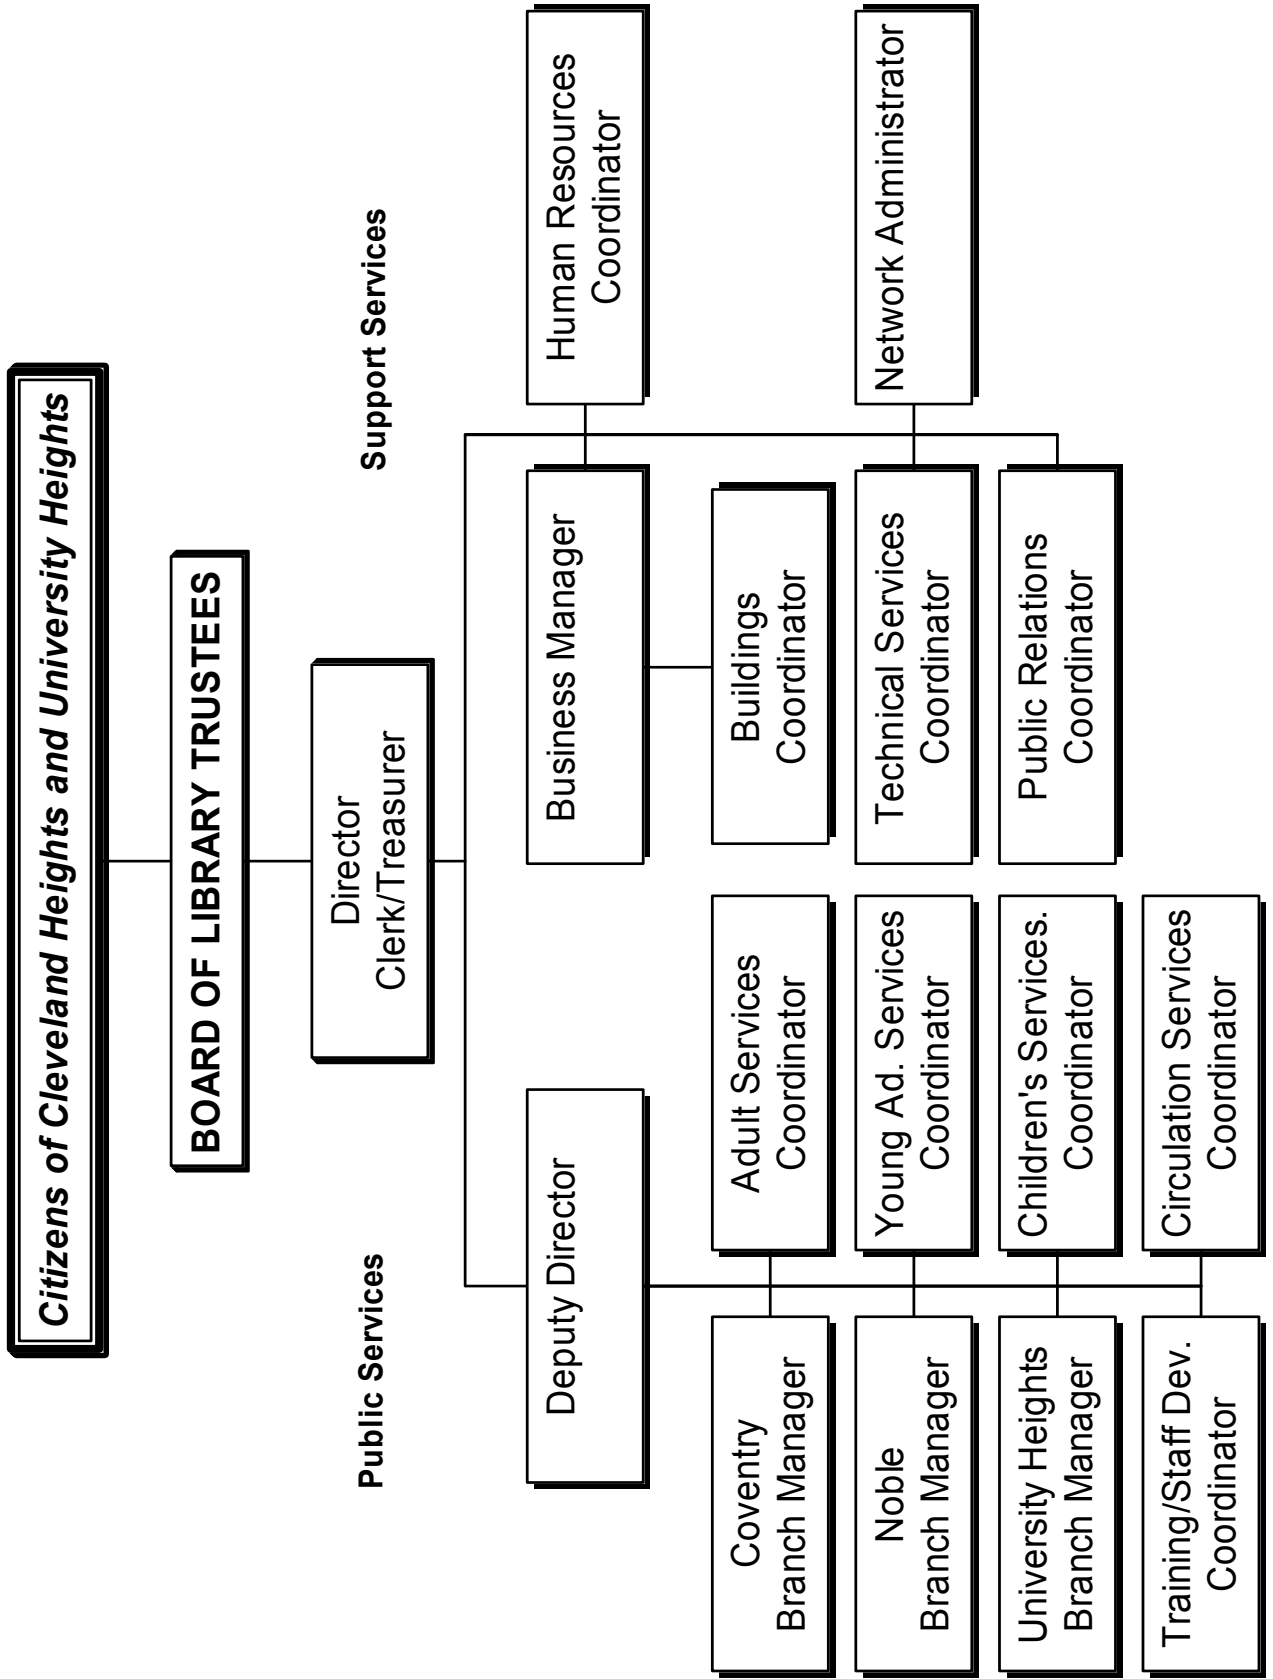 Citizens of Cleveland Heights and University Heights
BOARD OF LIBRARY TRUSTEES
Director
Clerk/Treasurer
Public Services
Support Services
Deputy Director
Business Manager
Human Resources
Coordinator
Coventry
Branch Manager
Adult Services
Coordinator
Buildings
Coordinator
Noble
Branch Manager
Young Ad. Services
Coordinator
Technical Services
Coordinator
Network Administrator
University Heights
Branch Manager
Children's Services.
Coordinator
Public Relations
Coordinator
Training/Staff Dev.
Coordinator
Circulation Services
Coordinator